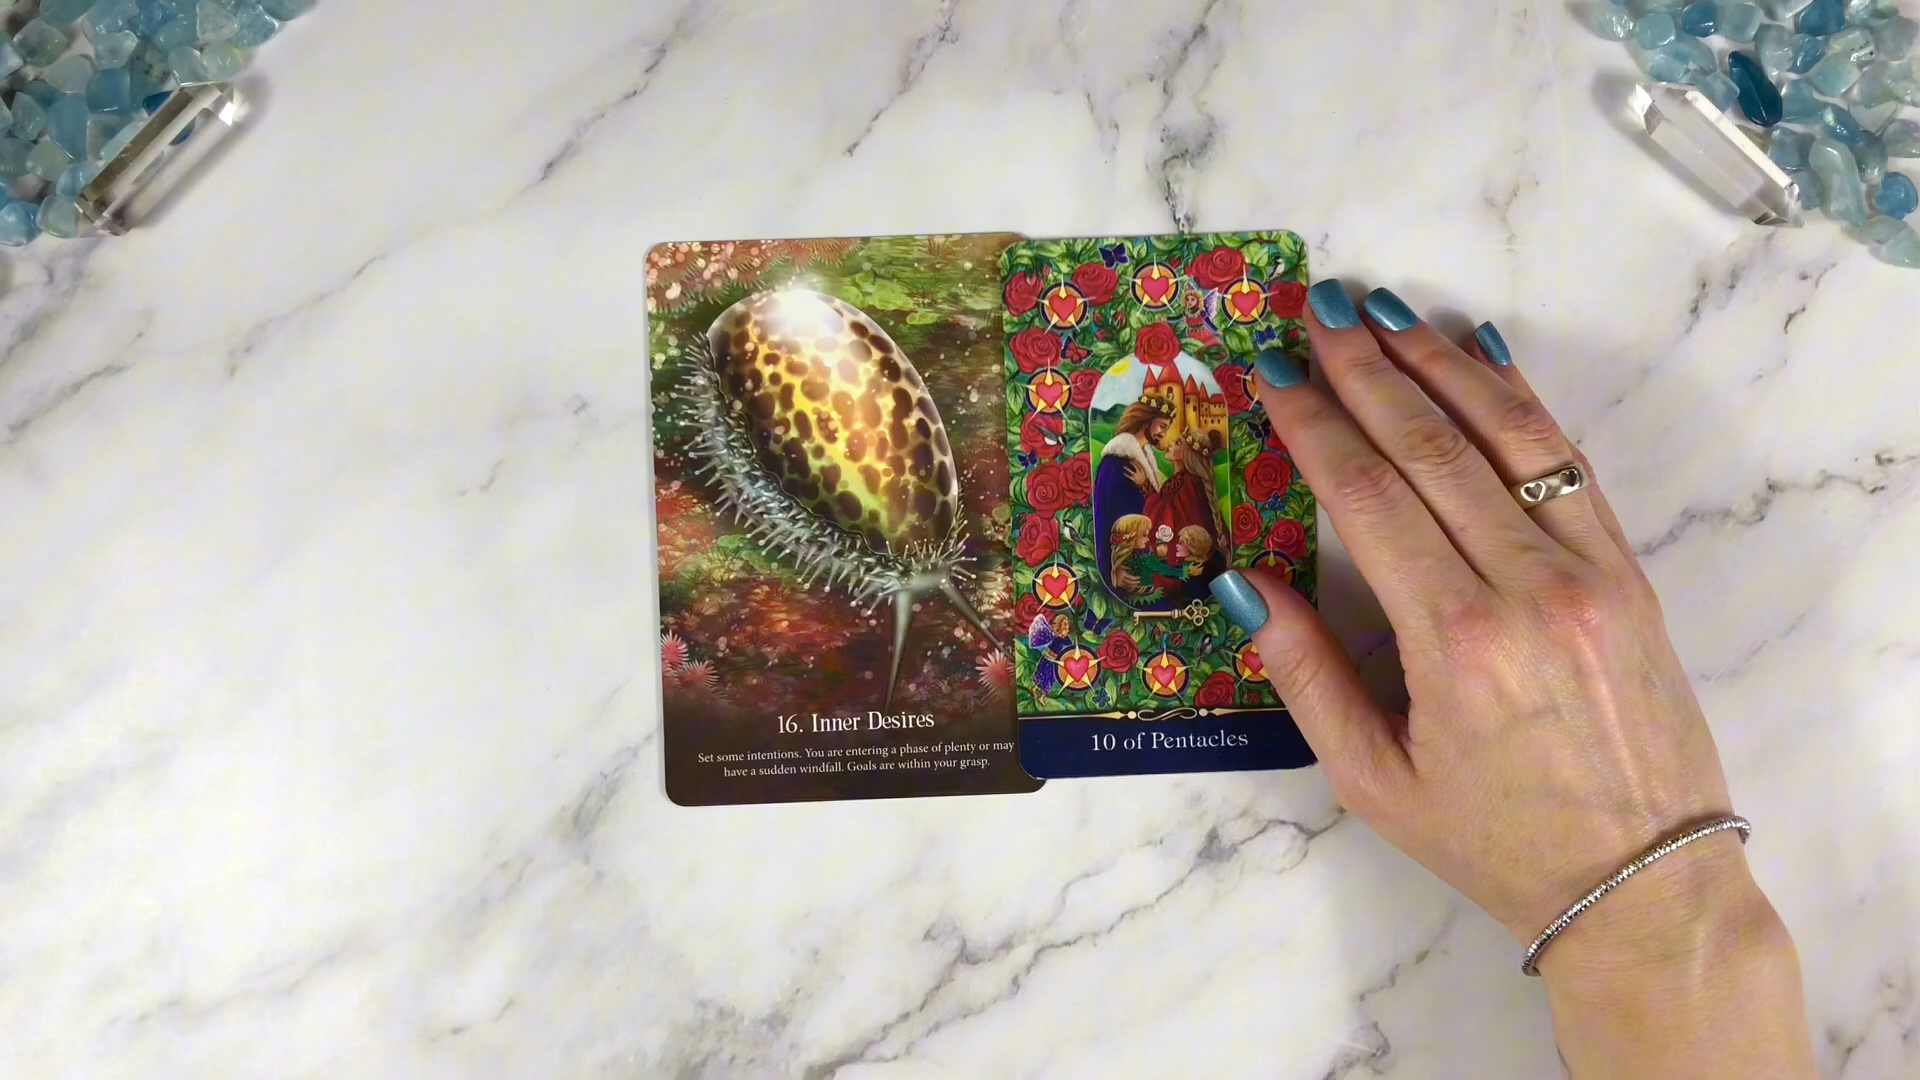 16. Inner Desires
Set some intentions. You are entering a phase of plenty or may
have a sudden windfall. Goals are within your grasp.
10 of Pentacles